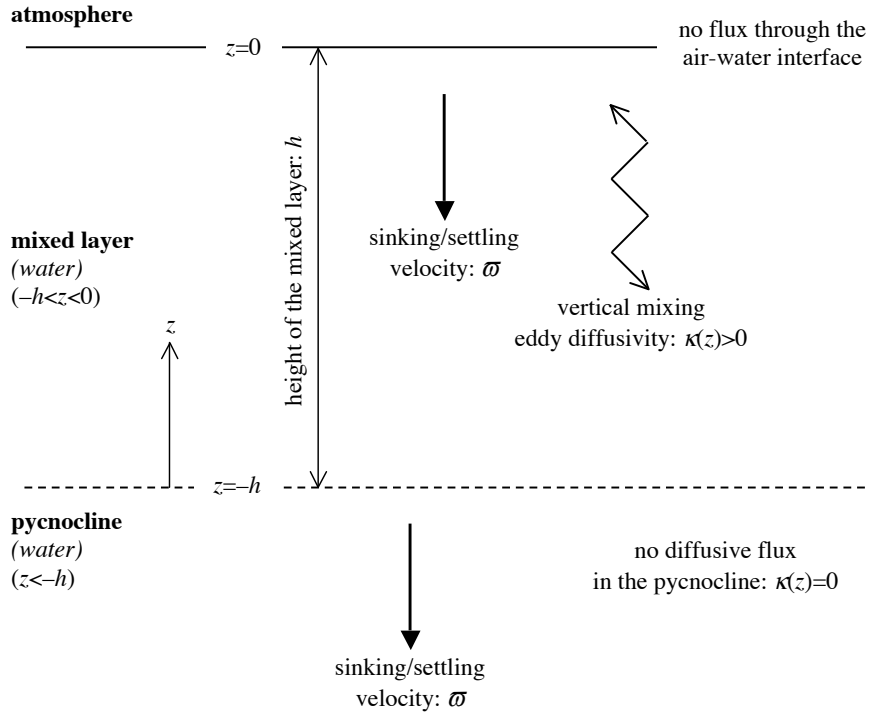 atmosphere
z=0
no flux through the
air-water interface
height of the mixed layer: h
mixed layer
(water)
(–h<z<0)
sinking/settling
velocity: ϖ
vertical mixing
eddy diffusivity: κ(z)>0
z
z=–h
pycnocline
(water)
(z<–h)
no diffusive flux
in the pycnocline: κ(z)=0
sinking/settling
velocity: ϖ